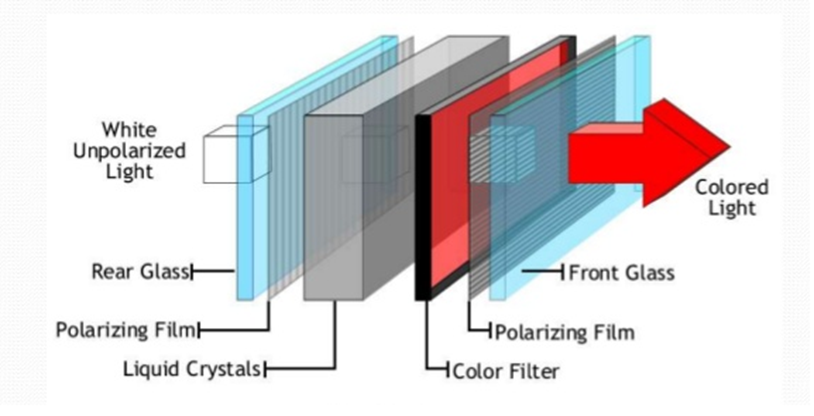 White
Unpolarized
Light
Colored
Light
Rear Glass
Front Glass
Polarizing Film
Polarizing Film
Liquid Crystals
Color Filter